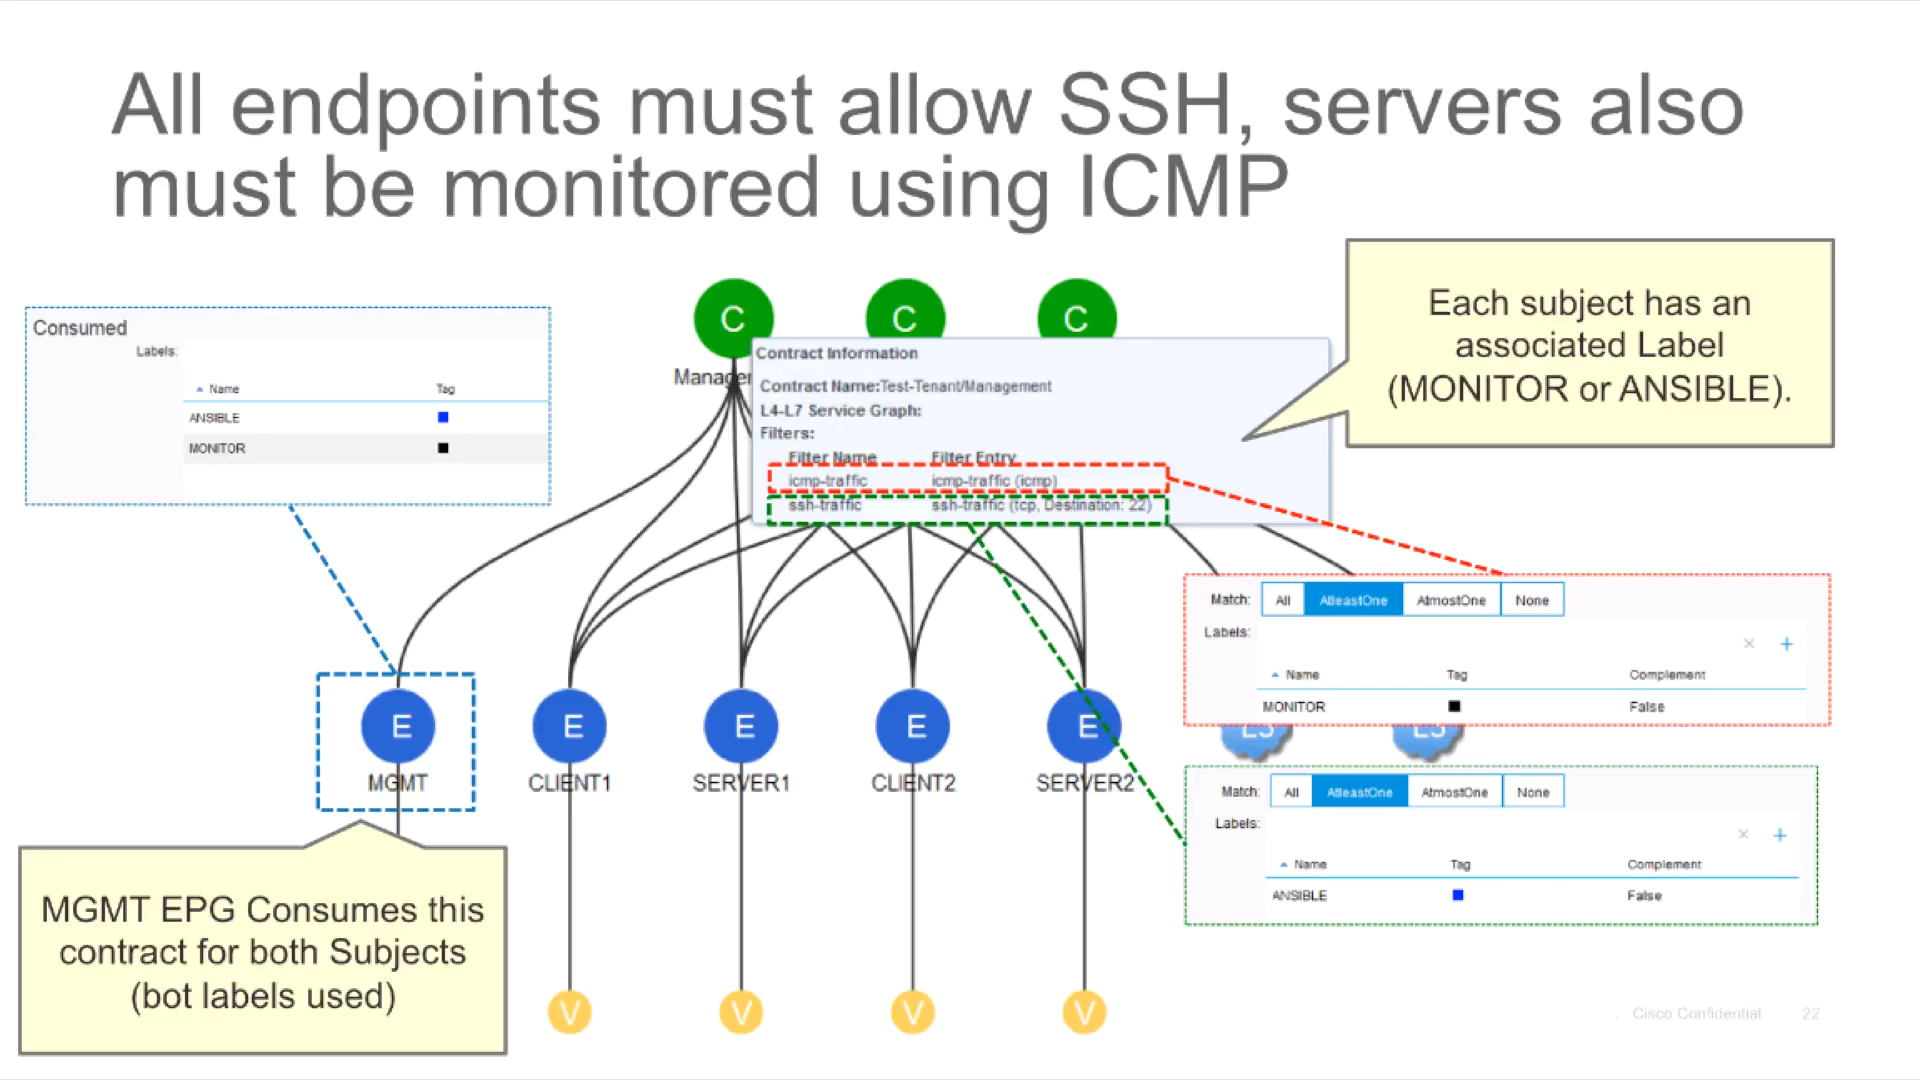 All endpoints must allow SSH, servers also
must be monitored using ICMP
Consumed
Labels:
Name Tag
ANSIBLE
MONITOR
C
C
C
Contract Information
Contract Name:Test-Tenant/Management
L4-L7 Service Graph:
Filters:
Filter Name Filter Entry
icmp-traffic icmp-traffic (icmp)
ssh-traffic ssh-traffic (tcp, Destination: 22)
Each subject has an
associated Label
(MONITOR or ANSIBLE).
Match: All AtleastOne AtmostOne None
Labels:
Name Tag Complement
MONITOR False
E
E
E
E
E
L3
L3
MGMT
CLIENT1
SERVER1
CLIENT2
SERVER2
Match: All AtleastOne AtmostOne None
Labels:
Name Tag Complement
ANSIBLE False
MGMT EPG Consumes this
contract for both Subjects
(bot labels used)
V
V
V
V
Cisco Confidential 22